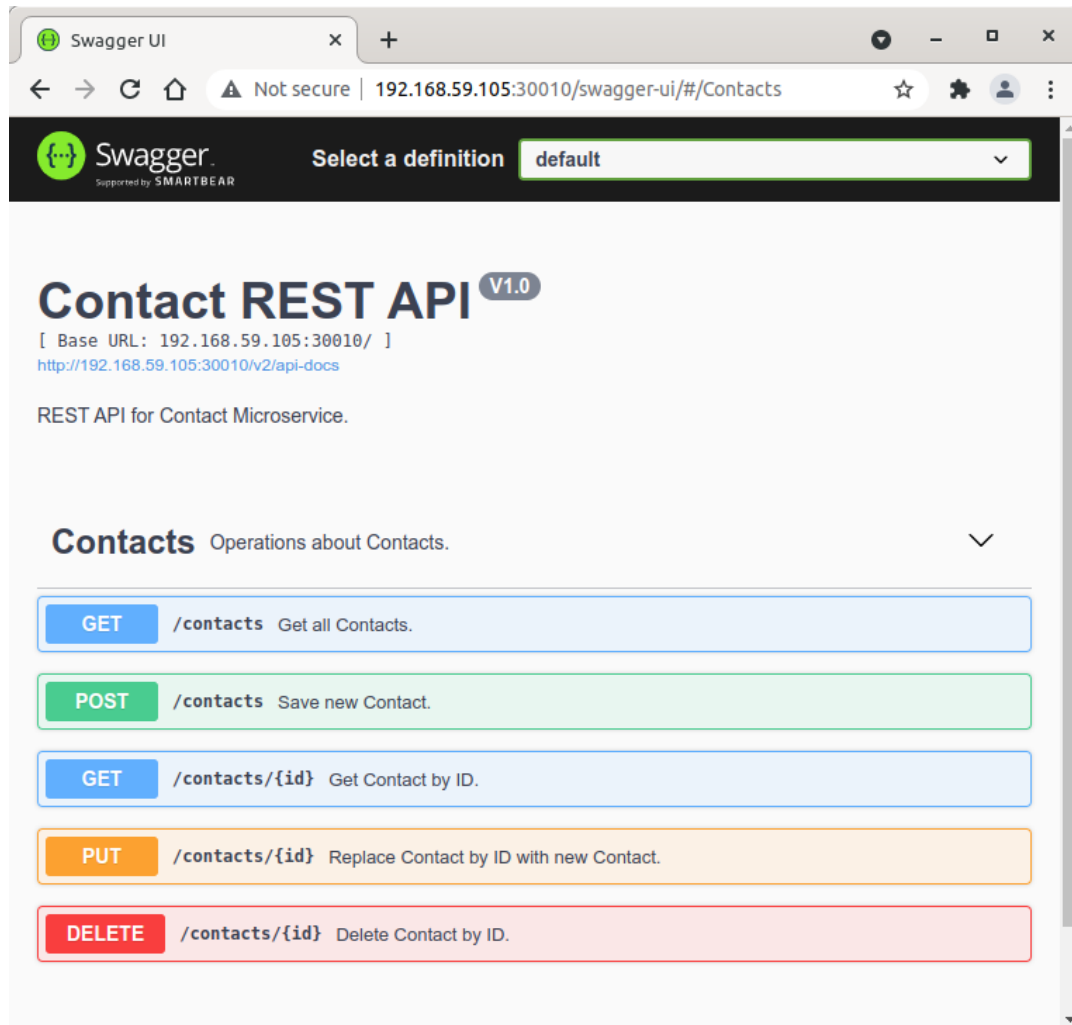 Swagger UI
Not secure | 192.168.59.105:30010/swagger-ui/#/Contacts
{···} Swagger.
Supported by SMARTBEAR
Select a definition default
Contact REST API V1.0
[ Base URL: 192.168.59.105:30010/ ]
http://192.168.59.105:30010/v2/api-docs
REST API for Contact Microservice.
Contacts Operations about Contacts.
GET /contacts Get all Contacts.
POST /contacts Save new Contact.
GET /contacts/{id} Get Contact by ID.
PUT /contacts/{id} Replace Contact by ID with new Contact.
DELETE /contacts/{id} Delete Contact by ID.